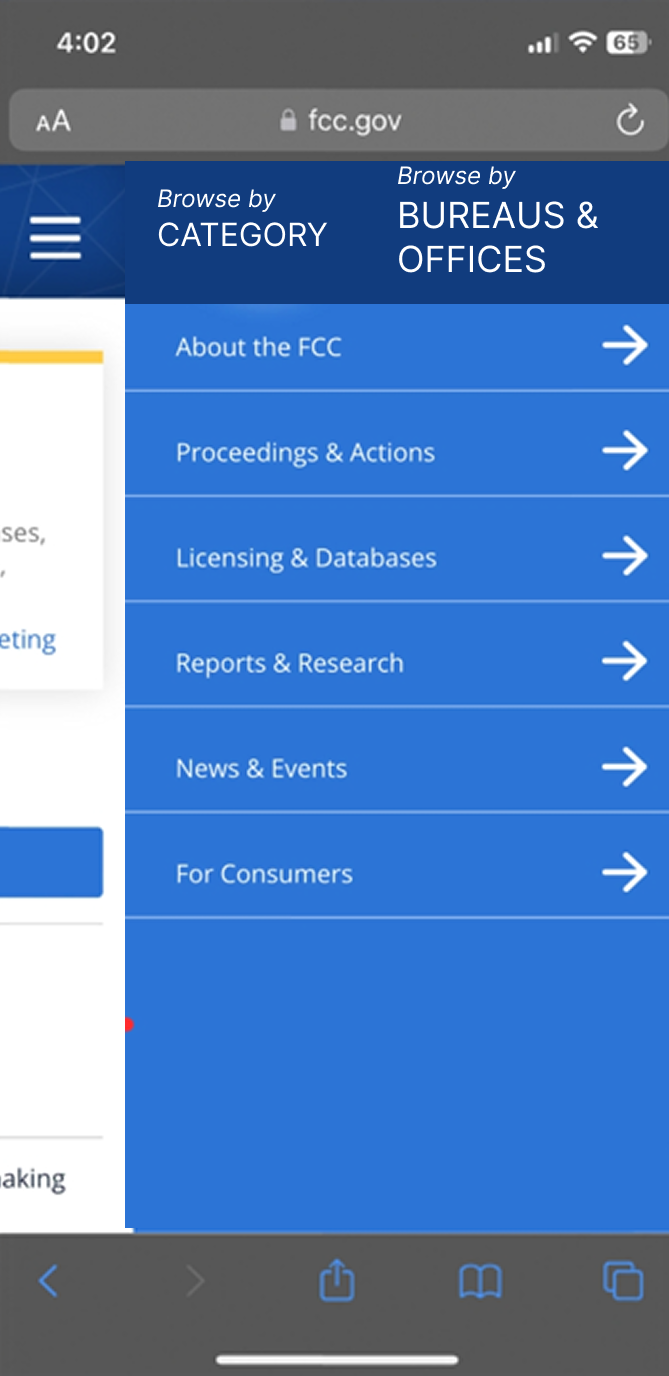 4:02
65
AA
fcc.gov
Browse by
CATEGORY
Browse by
BUREAUS &
OFFICES
About the FCC
Proceedings & Actions
ses,
,
Licensing & Databases
eting
Reports & Research
News & Events
For Consumers
aking